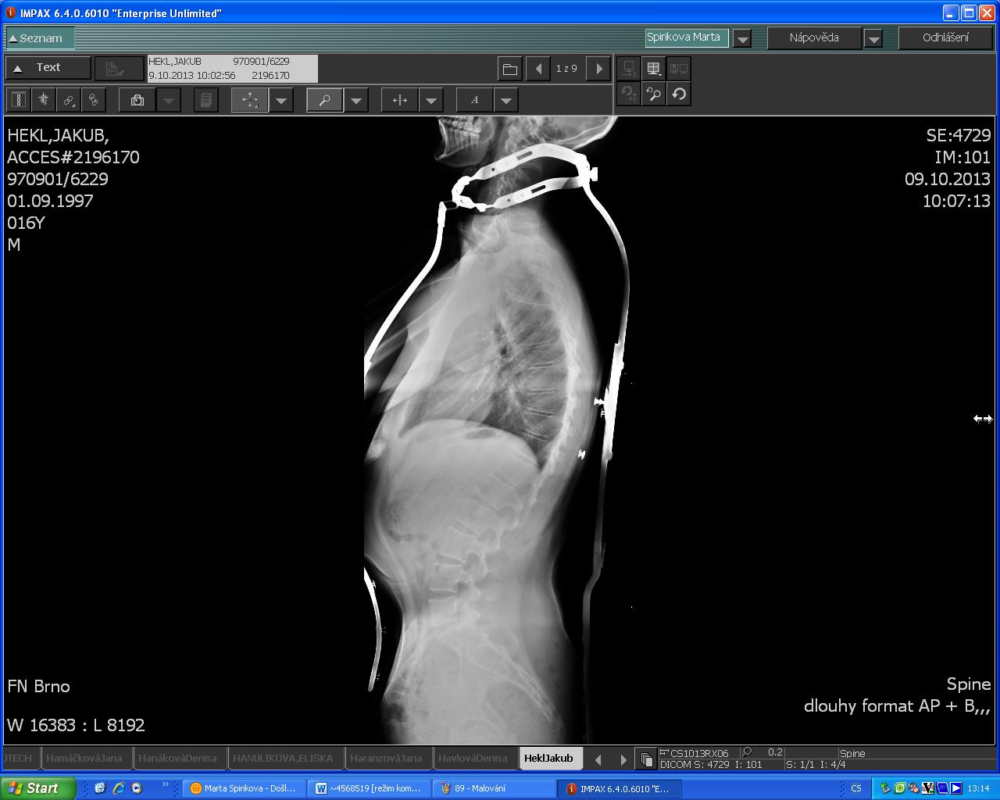 IMPAX 6.4.0.6010 "Enterprise Unlimited"
Seznam
Spirikova Marta
Nápověda
Odhlášení
Text
HEKL,JAKUB 970901/6229
9.10.2013 10:02:56 2196170
1 z 9
A
HEKL,JAKUB,
ACCES#2196170
970901/6229
01.09.1997
016Y
M
SE:4729
IM:101
09.10.2013
10:07:13
FN Brno
W 16383 : L 8192
Spine
dlouhy format AP + B,,,
JTECH
HamáčkováJana
HanákováDenisa
HANULIKOVA,ELISKA
HaranzováJana
HavlováDenisa
HeklJakub
CS1013RX06
0.2
Spine
DICOM S: 4729 I: 101
S: 1/1 I: 4/4
Start
Marta Spirikova - Došl...
~4568519 [režim kom...
89 - Malování
IMPAX 6.4.0.6010 "E...
CS
13:14